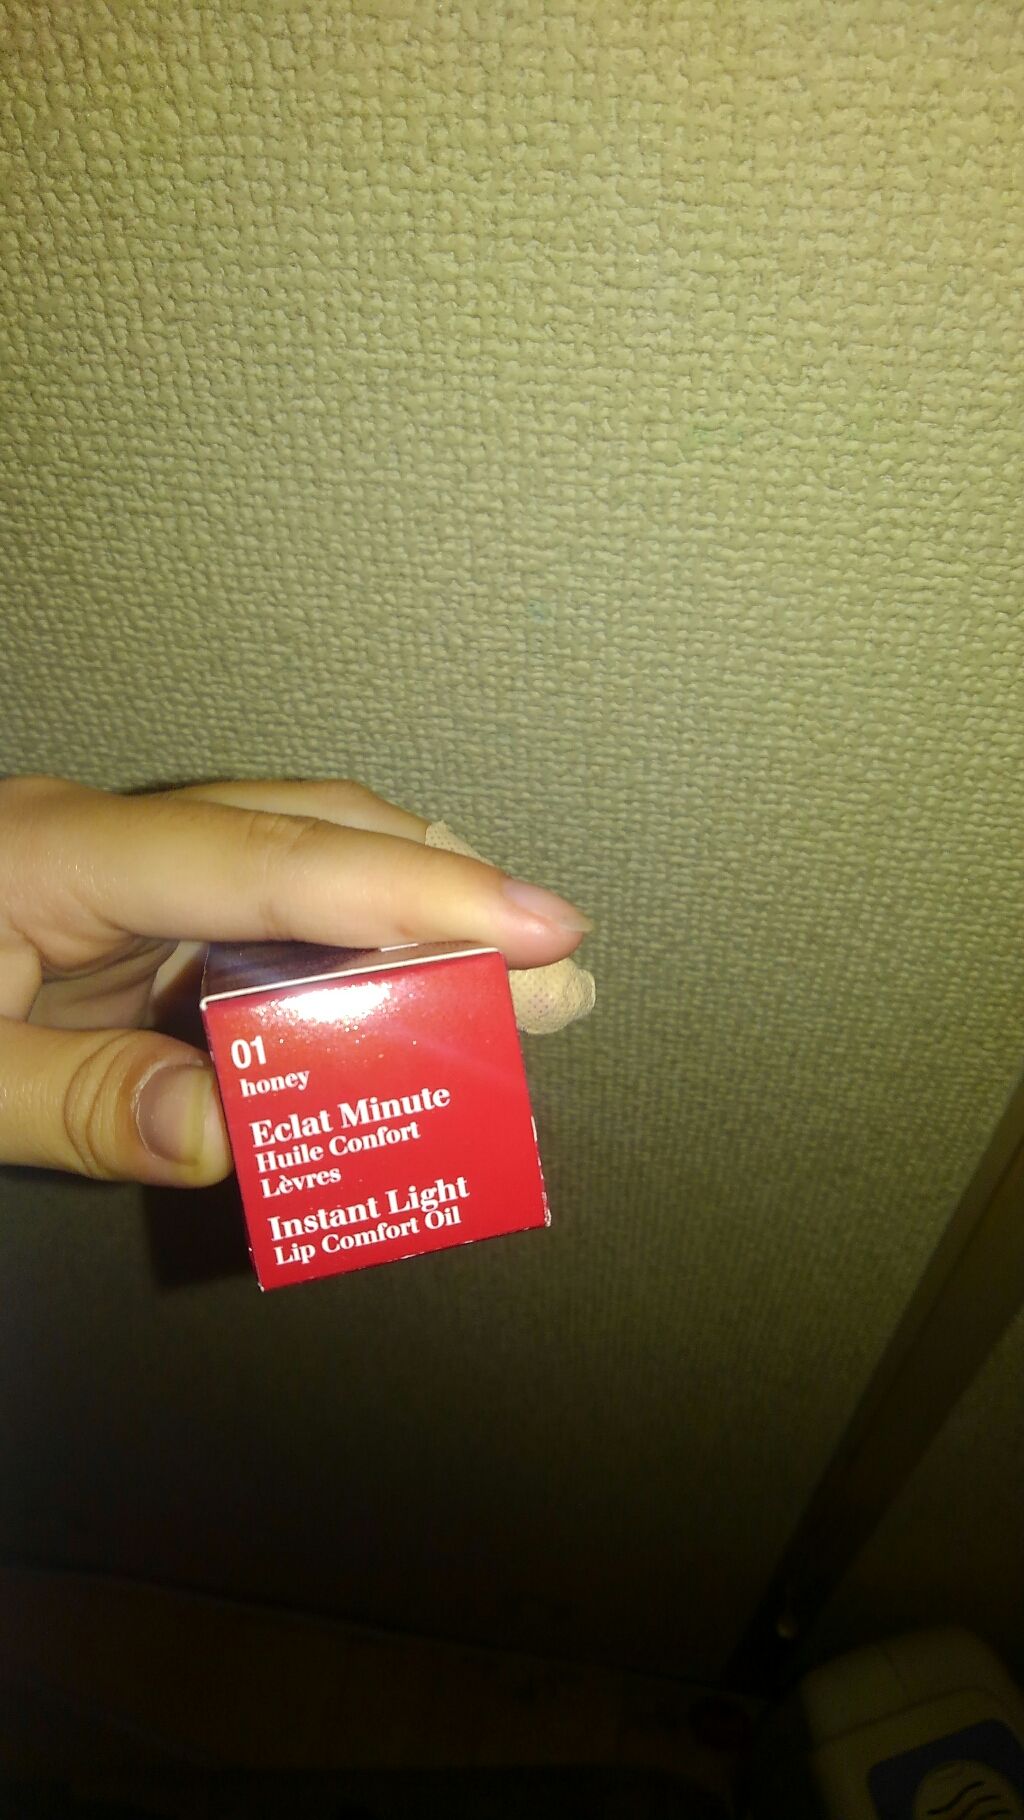 01
honey
Eclat Minute
Huile Confort
Lèvres
Instant Light
Lip Comfort Oil